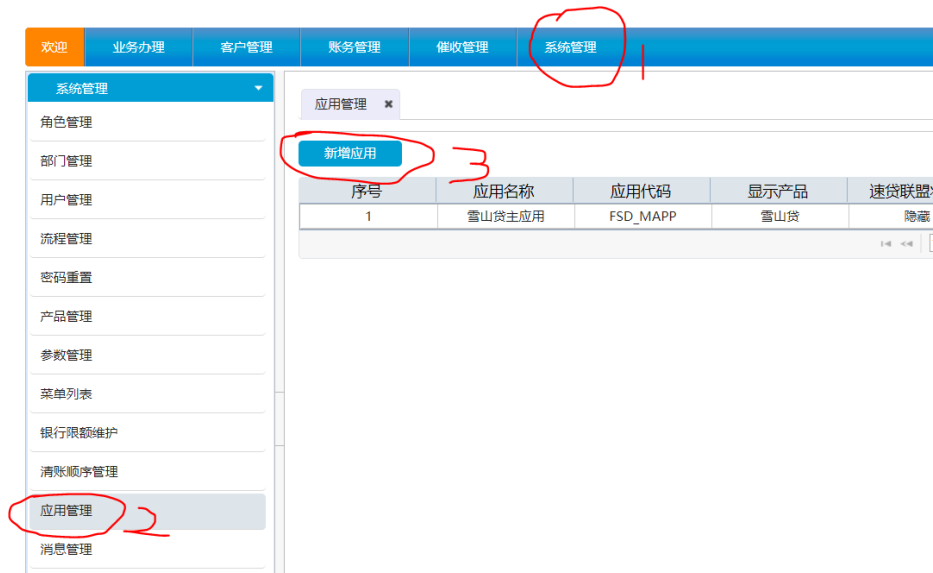 欢迎 业务办理 客户管理 账务管理 催收管理 系统管理 1
系统管理
应用管理
角色管理
部门管理
新增应用 3
用户管理
序号 应用名称 应用代码 显示产品 速贷联盟
1 雪山贷主应用 FSD_MAPP 雪山贷 隐藏
流程管理
密码重置
产品管理
参数管理
菜单列表
银行限额维护
清账顺序管理
应用管理 2
消息管理